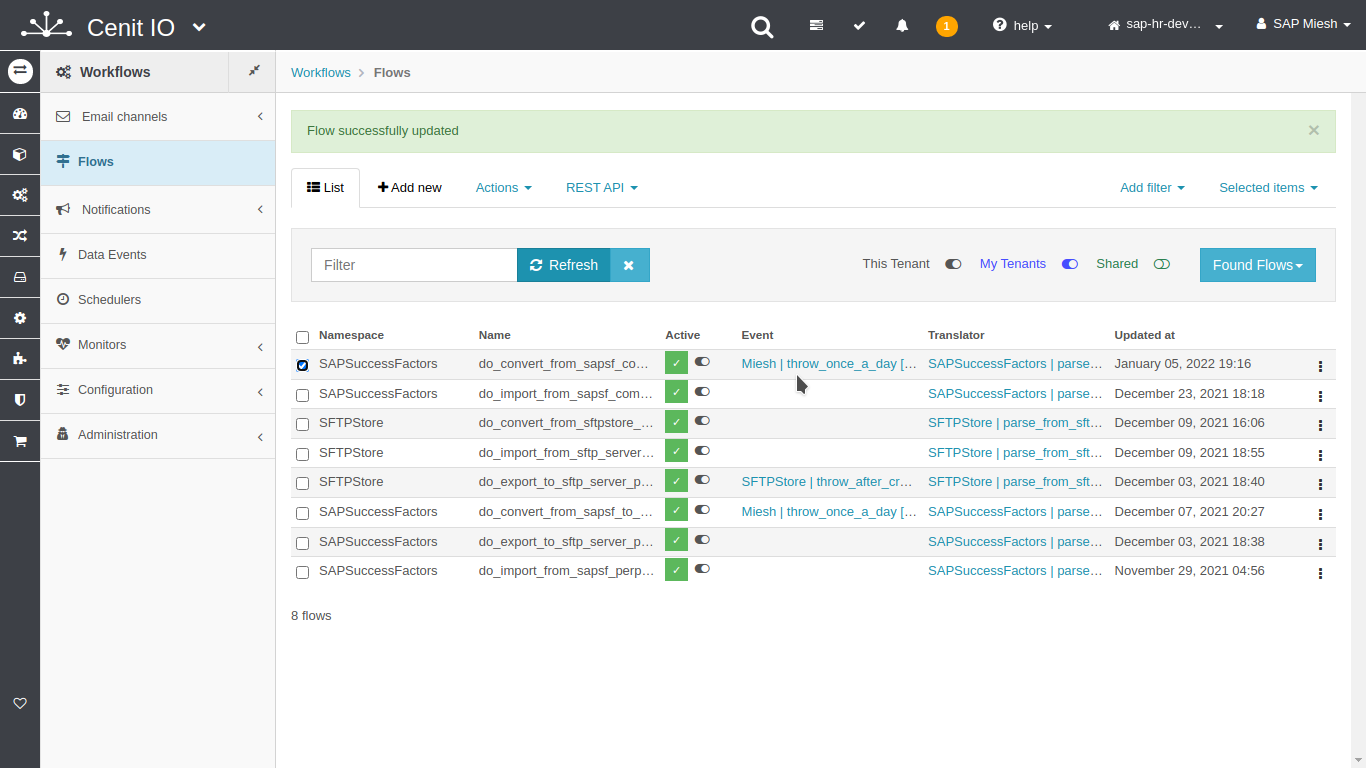 Cenit IO
1
help
sap-hr-dev…
SAP Miesh
Workflows
Workflows
Flows
Email channels
Flows
Notifications
Data Events
Schedulers
Monitors
Configuration
Administration
Flow successfully updated
×
List
Add new
Actions
REST API
Add filter
Selected items
Filter
Refresh
This Tenant
My Tenants
Shared
Found Flows
Namespace Name Active Event Translator Updated at
SAPSuccessFactors do_convert_from_sapsf_co… ✓ Miesh | throw_once_a_day [… SAPSuccessFactors | parse… January 05, 2022 19:16
SAPSuccessFactors do_import_from_sapsf_com… ✓ SAPSuccessFactors | parse… December 23, 2021 18:18
SFTPStore do_convert_from_sftpstore_… ✓ SFTPStore | parse_from_sft… December 09, 2021 16:06
SFTPStore do_import_from_sftp_server… ✓ SFTPStore | parse_from_sft… December 09, 2021 18:55
SFTPStore do_export_to_sftp_server_p… ✓ SFTPStore | throw_after_cr… SFTPStore | parse_from_sft… December 03, 2021 18:40
SAPSuccessFactors do_convert_from_sapsf_to_… ✓ Miesh | throw_once_a_day [… SAPSuccessFactors | parse… December 07, 2021 20:27
SAPSuccessFactors do_export_to_sftp_server_p… ✓ SAPSuccessFactors | parse… December 03, 2021 18:38
SAPSuccessFactors do_import_from_sapsf_perp… ✓ SAPSuccessFactors | parse… November 29, 2021 04:56
8 flows